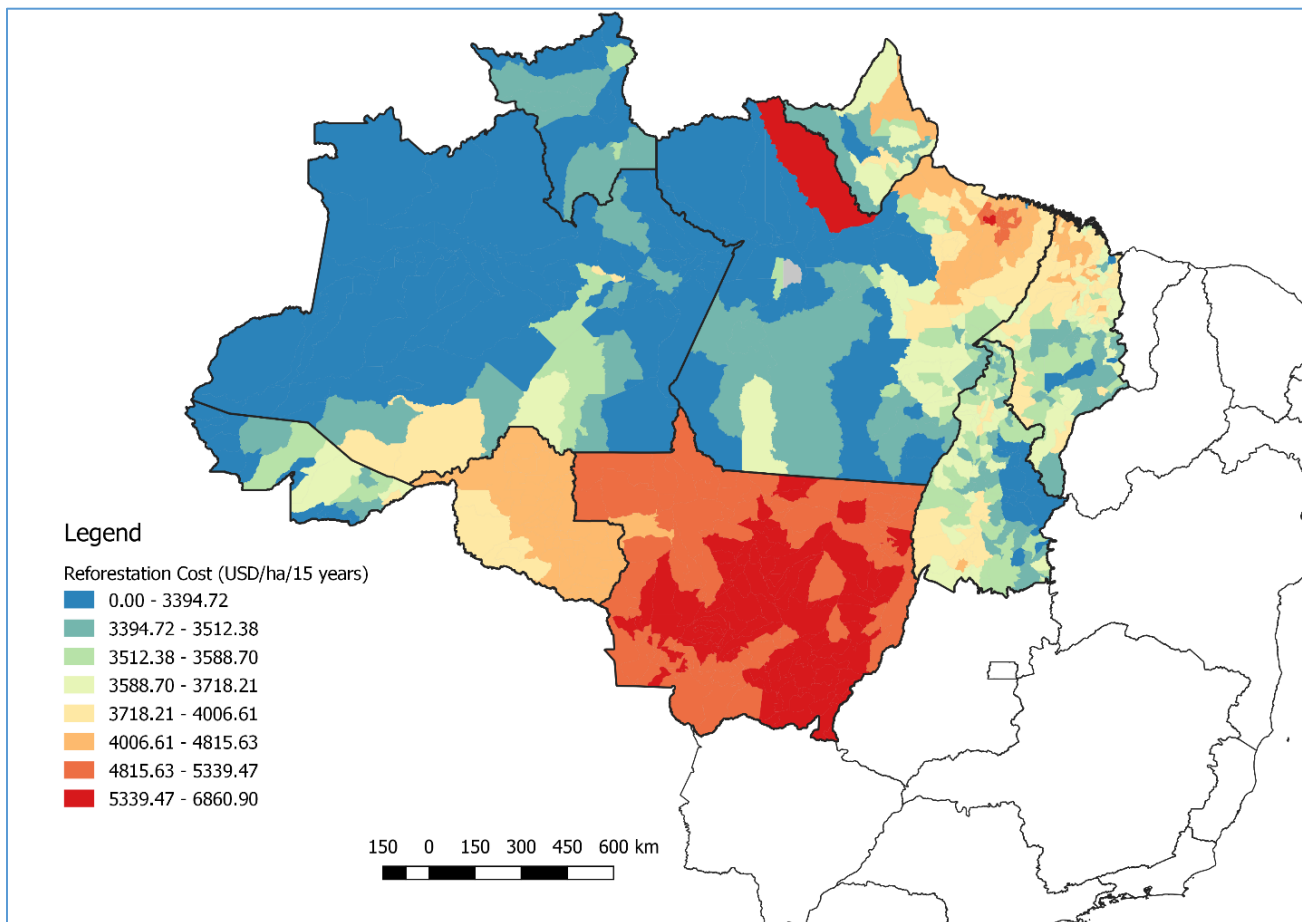 Legend
Reforestation Cost (USD/ha/15 years)
0.00 - 3394.72
3394.72 - 3512.38
3512.38 - 3588.70
3588.70 - 3718.21
3718.21 - 4006.61
4006.61 - 4815.63
4815.63 - 5339.47
5339.47 - 6860.90
150 0 150 300 450 600 km